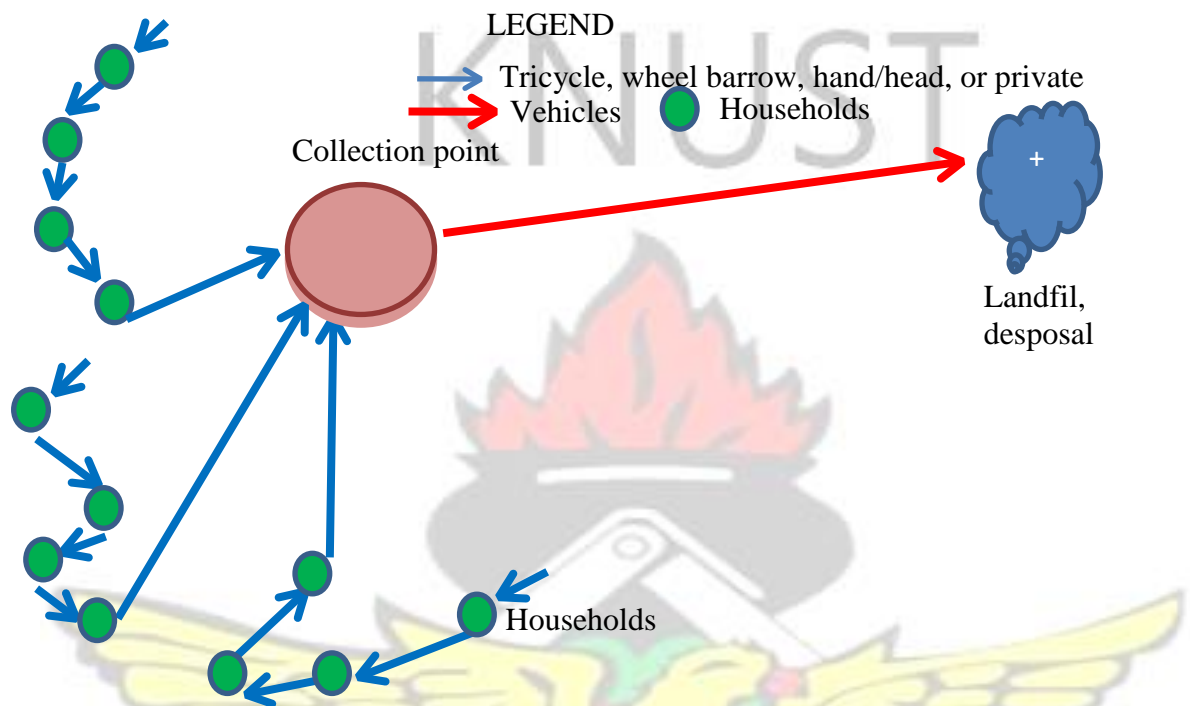 KNUST
LEGEND
Tricycle, wheel barrow, hand/head, or private
Vehicles
Households
Collection point
Landfil,
desposal
Households